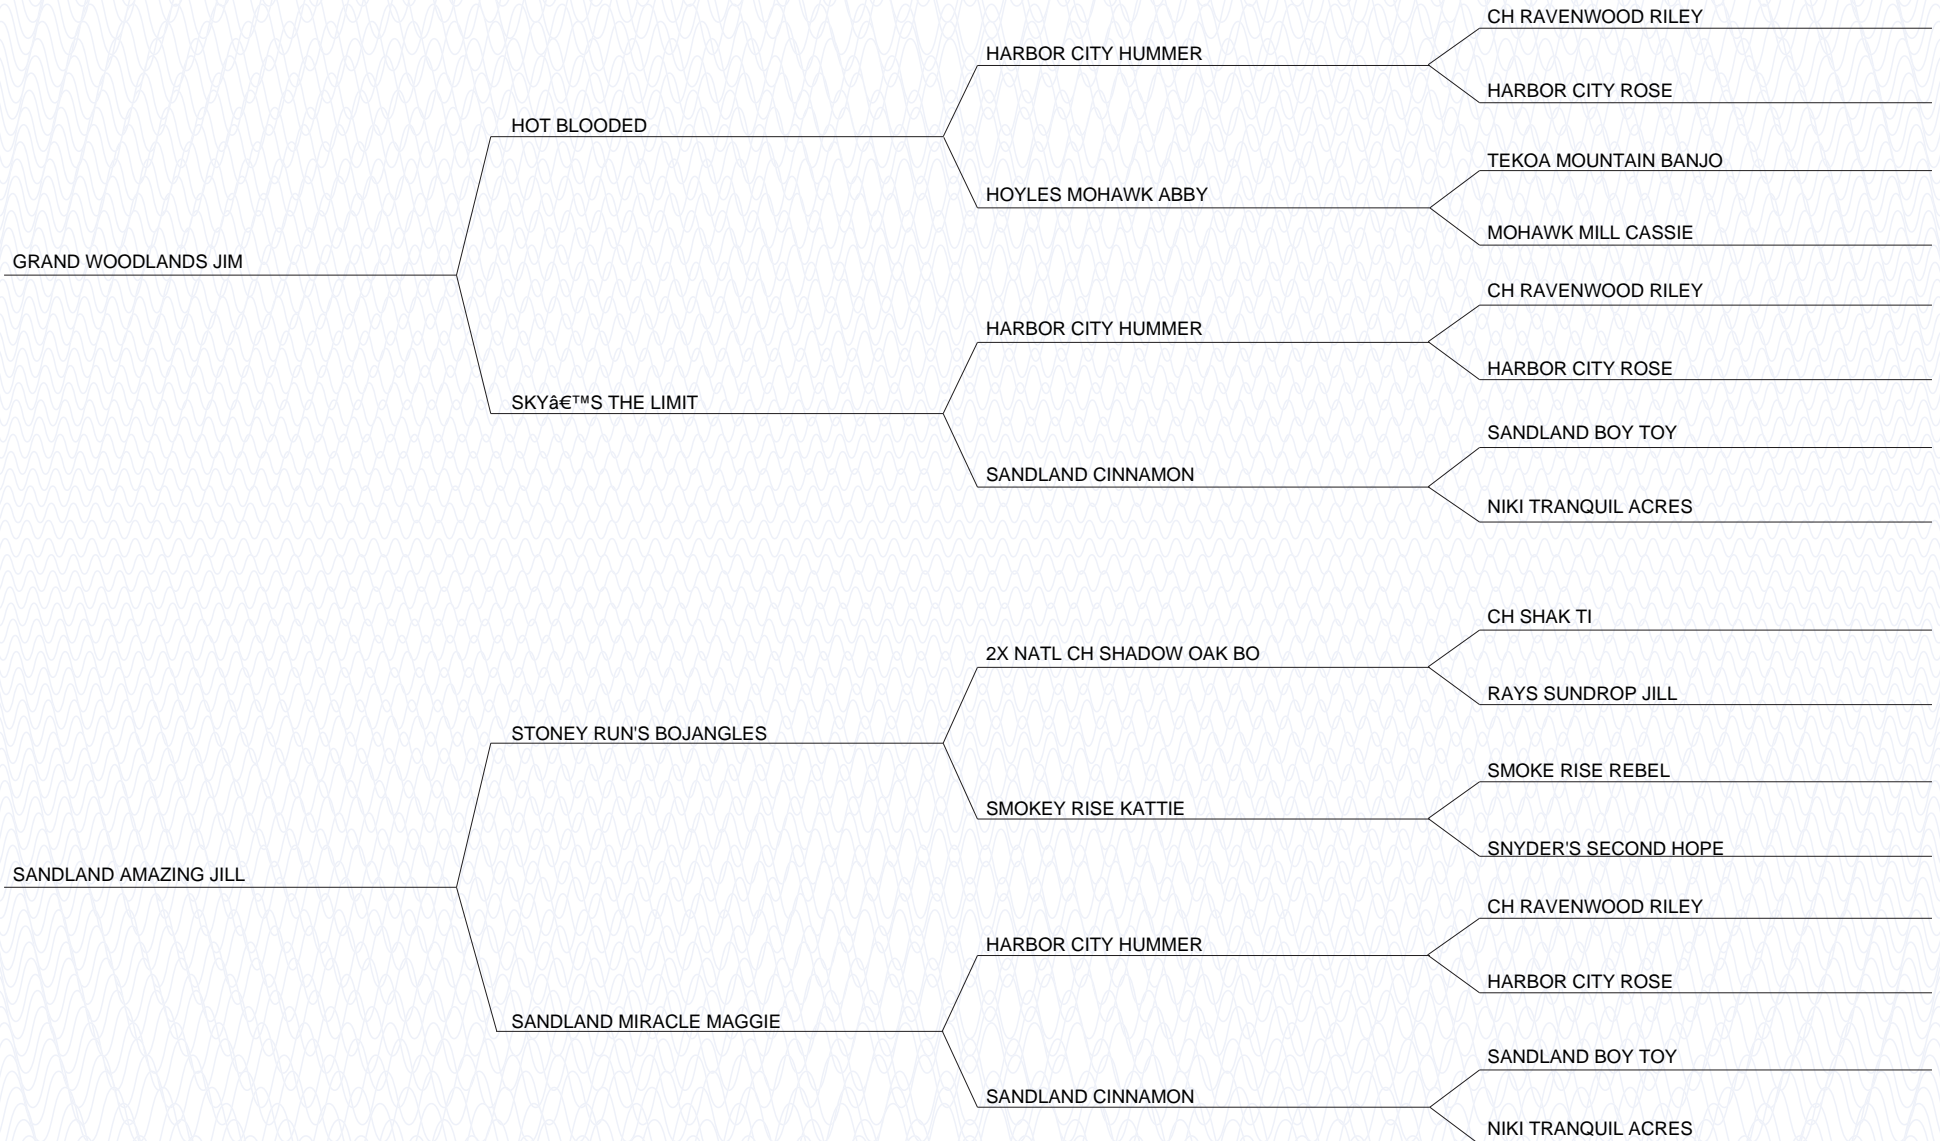 CH RAVENWOOD RILEY
HARBOR CITY HUMMER
HARBOR CITY ROSE
HOT BLOODED
TEKOA MOUNTAIN BANJO
HOYLES MOHAWK ABBY
MOHAWK MILL CASSIE
GRAND WOODLANDS JIM
CH RAVENWOOD RILEY
HARBOR CITY HUMMER
HARBOR CITY ROSE
SKYâ€™S THE LIMIT
SANDLAND BOY TOY
SANDLAND CINNAMON
NIKI TRANQUIL ACRES
CH SHAK TI
2X NATL CH SHADOW OAK BO
RAYS SUNDROP JILL
STONEY RUN'S BOJANGLES
SMOKE RISE REBEL
SMOKEY RISE KATTIE
SNYDER'S SECOND HOPE
SANDLAND AMAZING JILL
CH RAVENWOOD RILEY
HARBOR CITY HUMMER
HARBOR CITY ROSE
SANDLAND MIRACLE MAGGIE
SANDLAND BOY TOY
SANDLAND CINNAMON
NIKI TRANQUIL ACRES